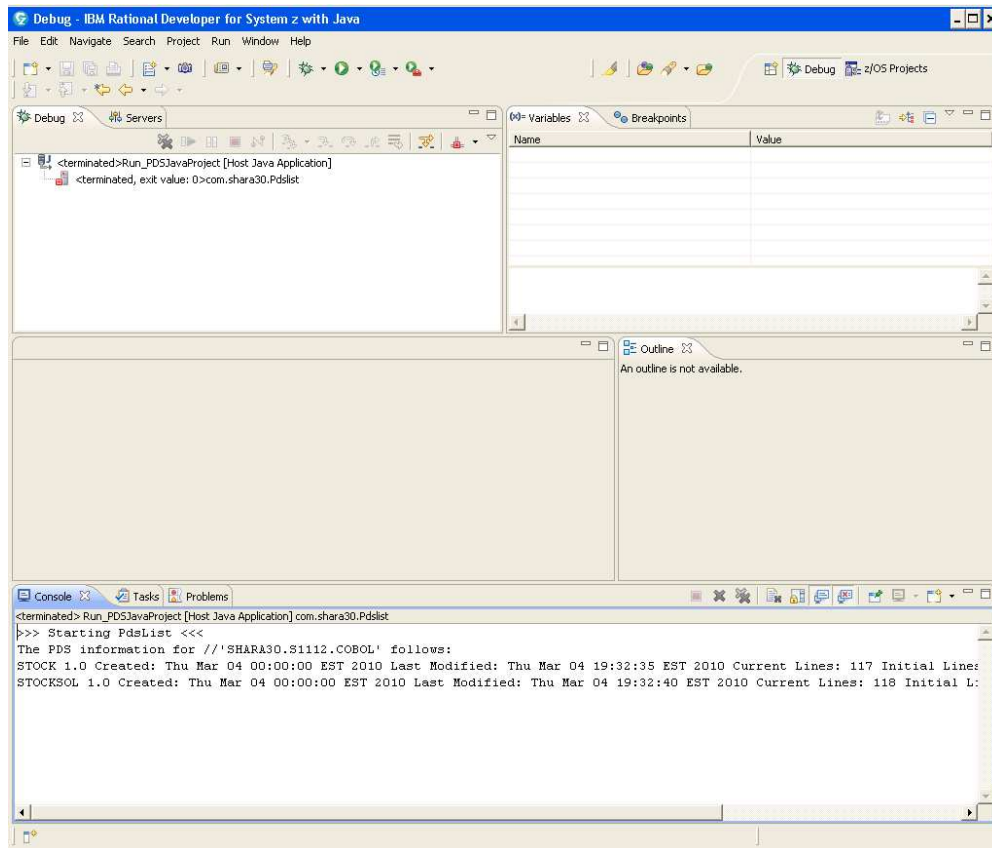 Debug - IBM Rational Developer for System z with Java
File Edit Navigate Search Project Run Window Help
Debug z/OS Projects
Debug Servers
(x)= Variables Breakpoints
Name Value
<terminated>Run_PDSJavaProject [Host Java Application]
<terminated, exit value: 0>com.shara30.Pdslist
Outline
An outline is not available.
Console Tasks Problems
<terminated> Run_PDSJavaProject [Host Java Application] com.shara30.Pdslist
>>> Starting PdsList <<<
The PDS information for //'SHARA30.S1112.COBOL' follows:
STOCK 1.0 Created: Thu Mar 04 00:00:00 EST 2010 Last Modified: Thu Mar 04 19:32:35 EST 2010 Current Lines: 117 Initial Lines
STOCKSOL 1.0 Created: Thu Mar 04 00:00:00 EST 2010 Last Modified: Thu Mar 04 19:32:40 EST 2010 Current Lines: 118 Initial L